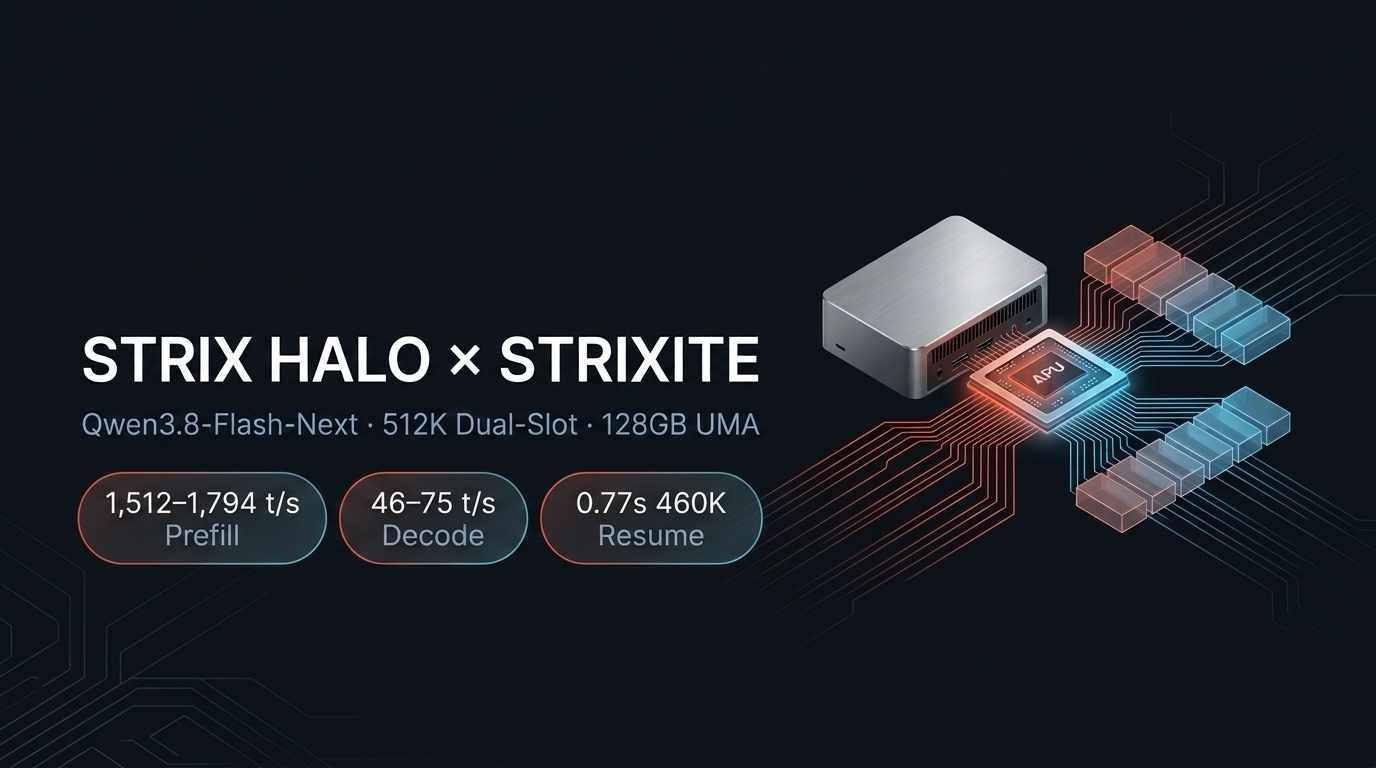 STRIX HALO × STRIXITE
Qwen3.8-Flash-Next · 512K Dual-Slot · 128GB UMA
1,512–1,794 t/s
Prefill
46–75 t/s
Decode
0.77s 460K
Resume
APU